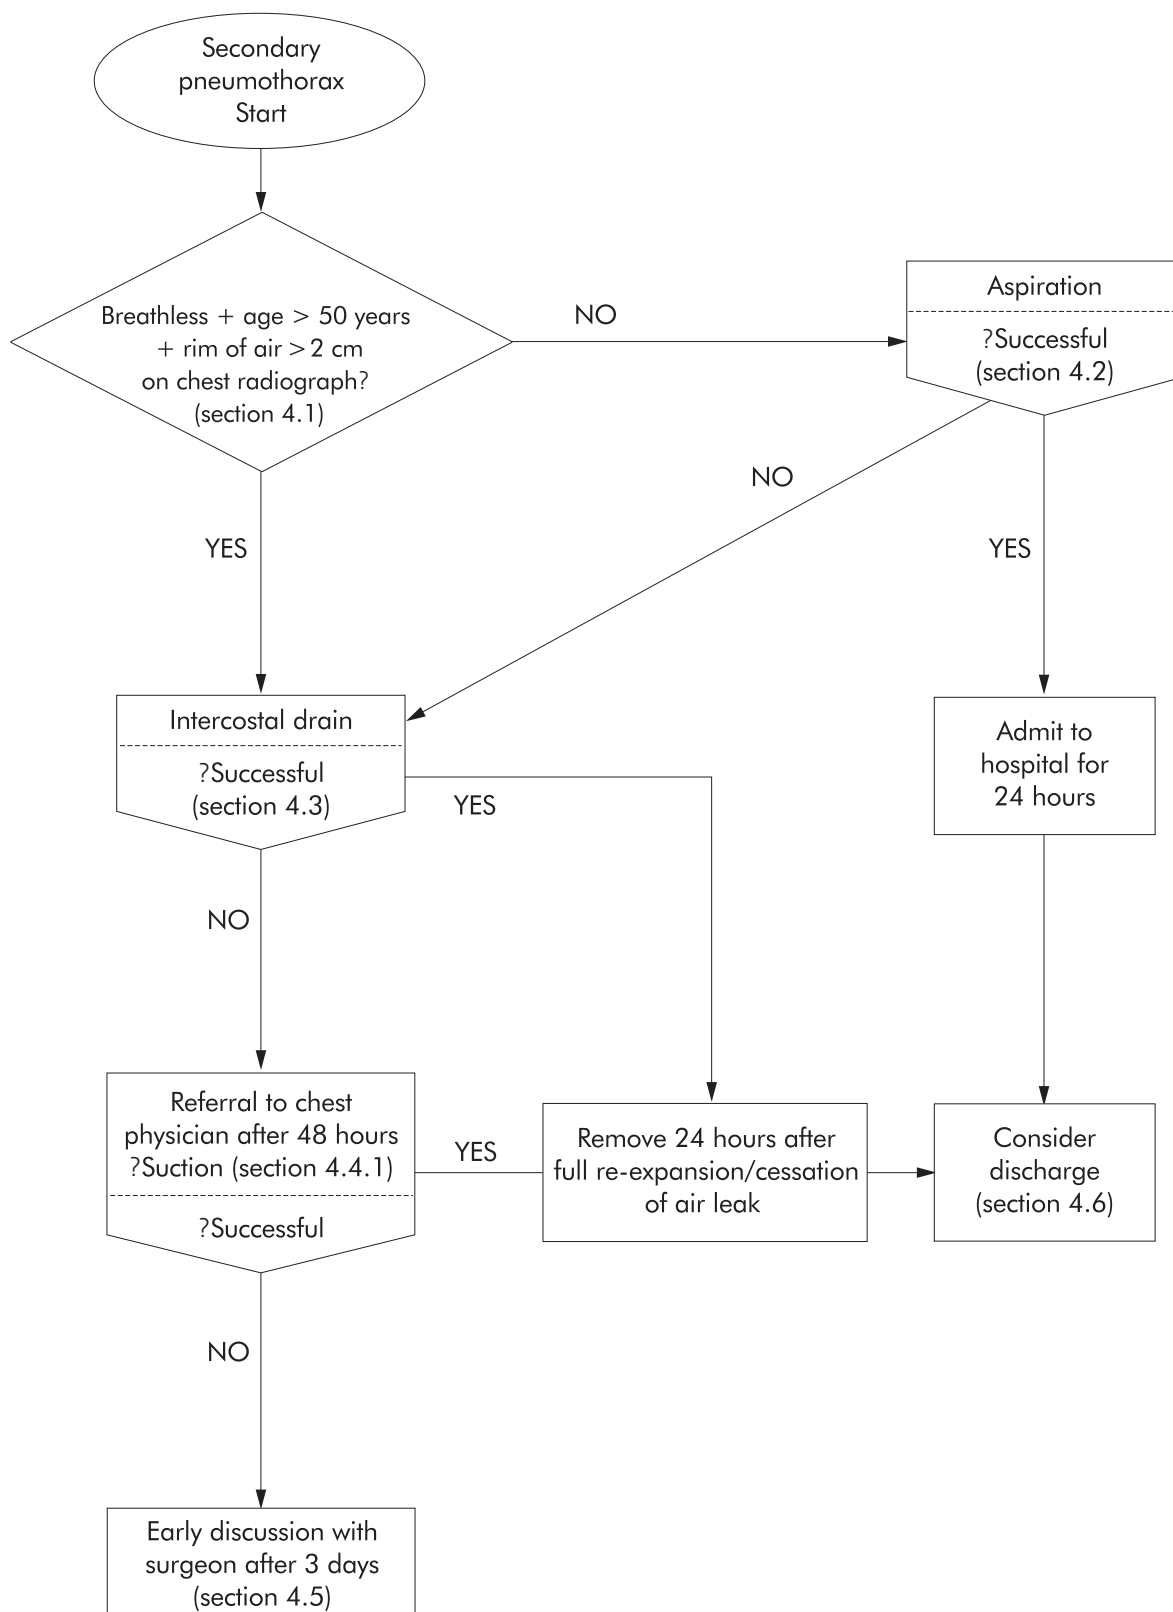 Secondary
pneumothorax
Start
Breathless + age > 50 years
+ rim of air > 2 cm
on chest radiograph?
(section 4.1)
NO
Aspiration
?Successful
(section 4.2)
NO
YES
YES
Intercostal drain
?Successful
(section 4.3)
YES
Admit to
hospital for
24 hours
NO
Referral to chest
physician after 48 hours
?Suction (section 4.4.1)
?Successful
YES
Remove 24 hours after
full re-expansion/cessation
of air leak
Consider
discharge
(section 4.6)
NO
Early discussion with
surgeon after 3 days
(section 4.5)